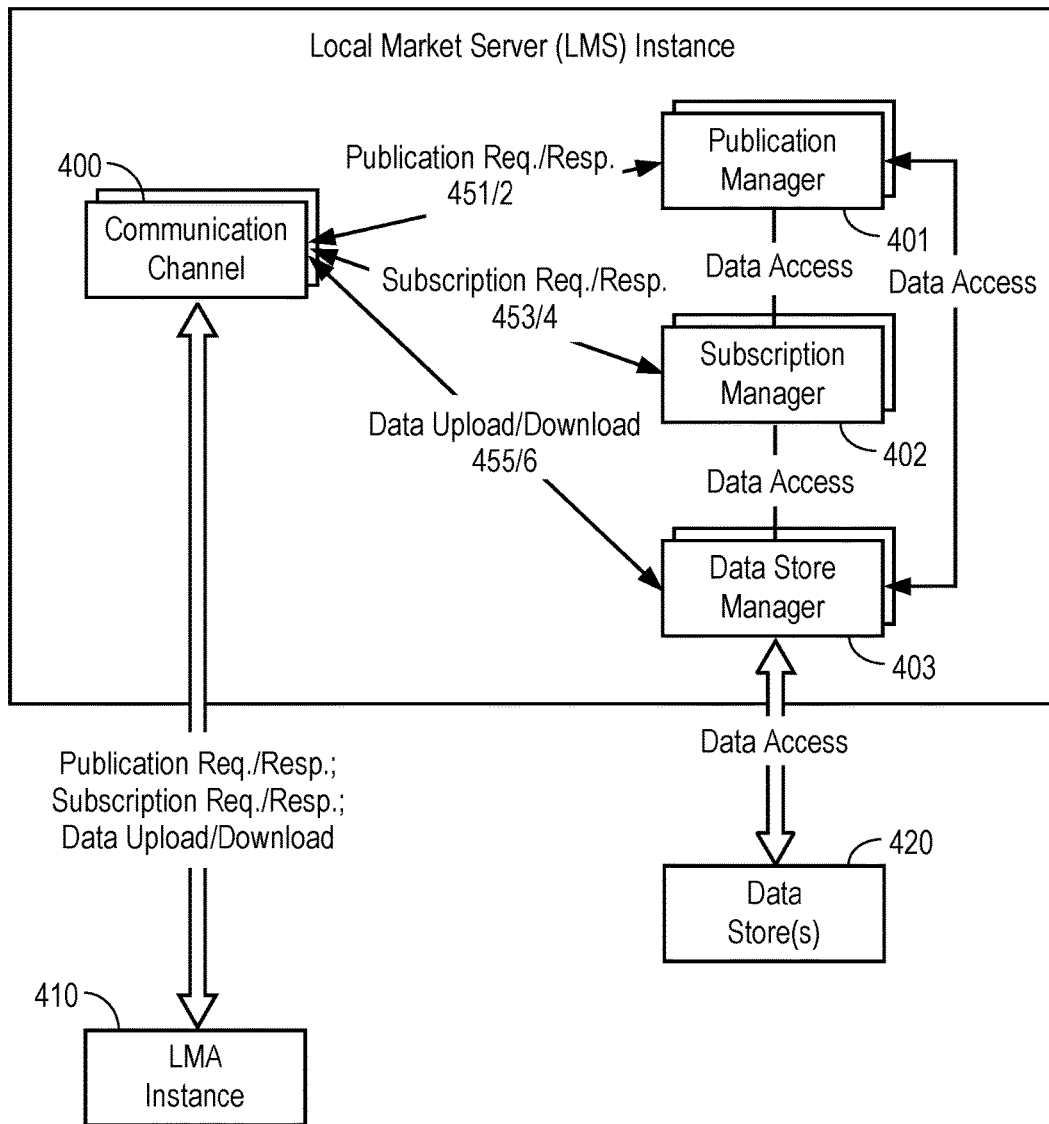 Local Market Server (LMS) Instance
400
Communication
Channel
Publication Req./Resp.
451/2
Publication
Manager
401
Data Access
Data Access
Subscription Req./Resp.
453/4
Subscription
Manager
402
Data Upload/Download
455/6
Data Access
Data Store
Manager
403
Publication Req./Resp.;
Subscription Req./Resp.;
Data Upload/Download
Data Access
420
Data
Store(s)
410
LMA
Instance